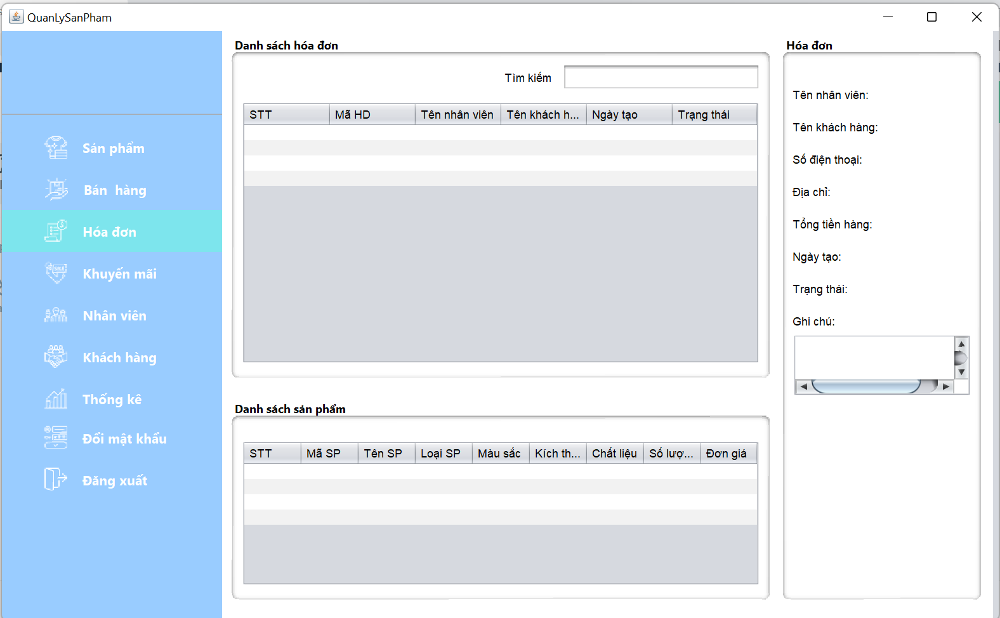 QuanLySanPham
Sản phẩm
Bán hàng
Hóa đơn
Khuyến mãi
Nhân viên
Khách hàng
Thống kê
Đổi mật khẩu
Đăng xuất
Danh sách hóa đơn
Tìm kiếm
STT Mã HD Tên nhân viên Tên khách h... Ngày tạo Trạng thái
Danh sách sản phẩm
STT Mã SP Tên SP Loại SP Màu sắc Kích th... Chất liệu Số lượ... Đơn giá
Hóa đơn
Tên nhân viên:
Tên khách hàng:
Số điện thoại:
Địa chỉ:
Tổng tiền hàng:
Ngày tạo:
Trạng thái:
Ghi chú: